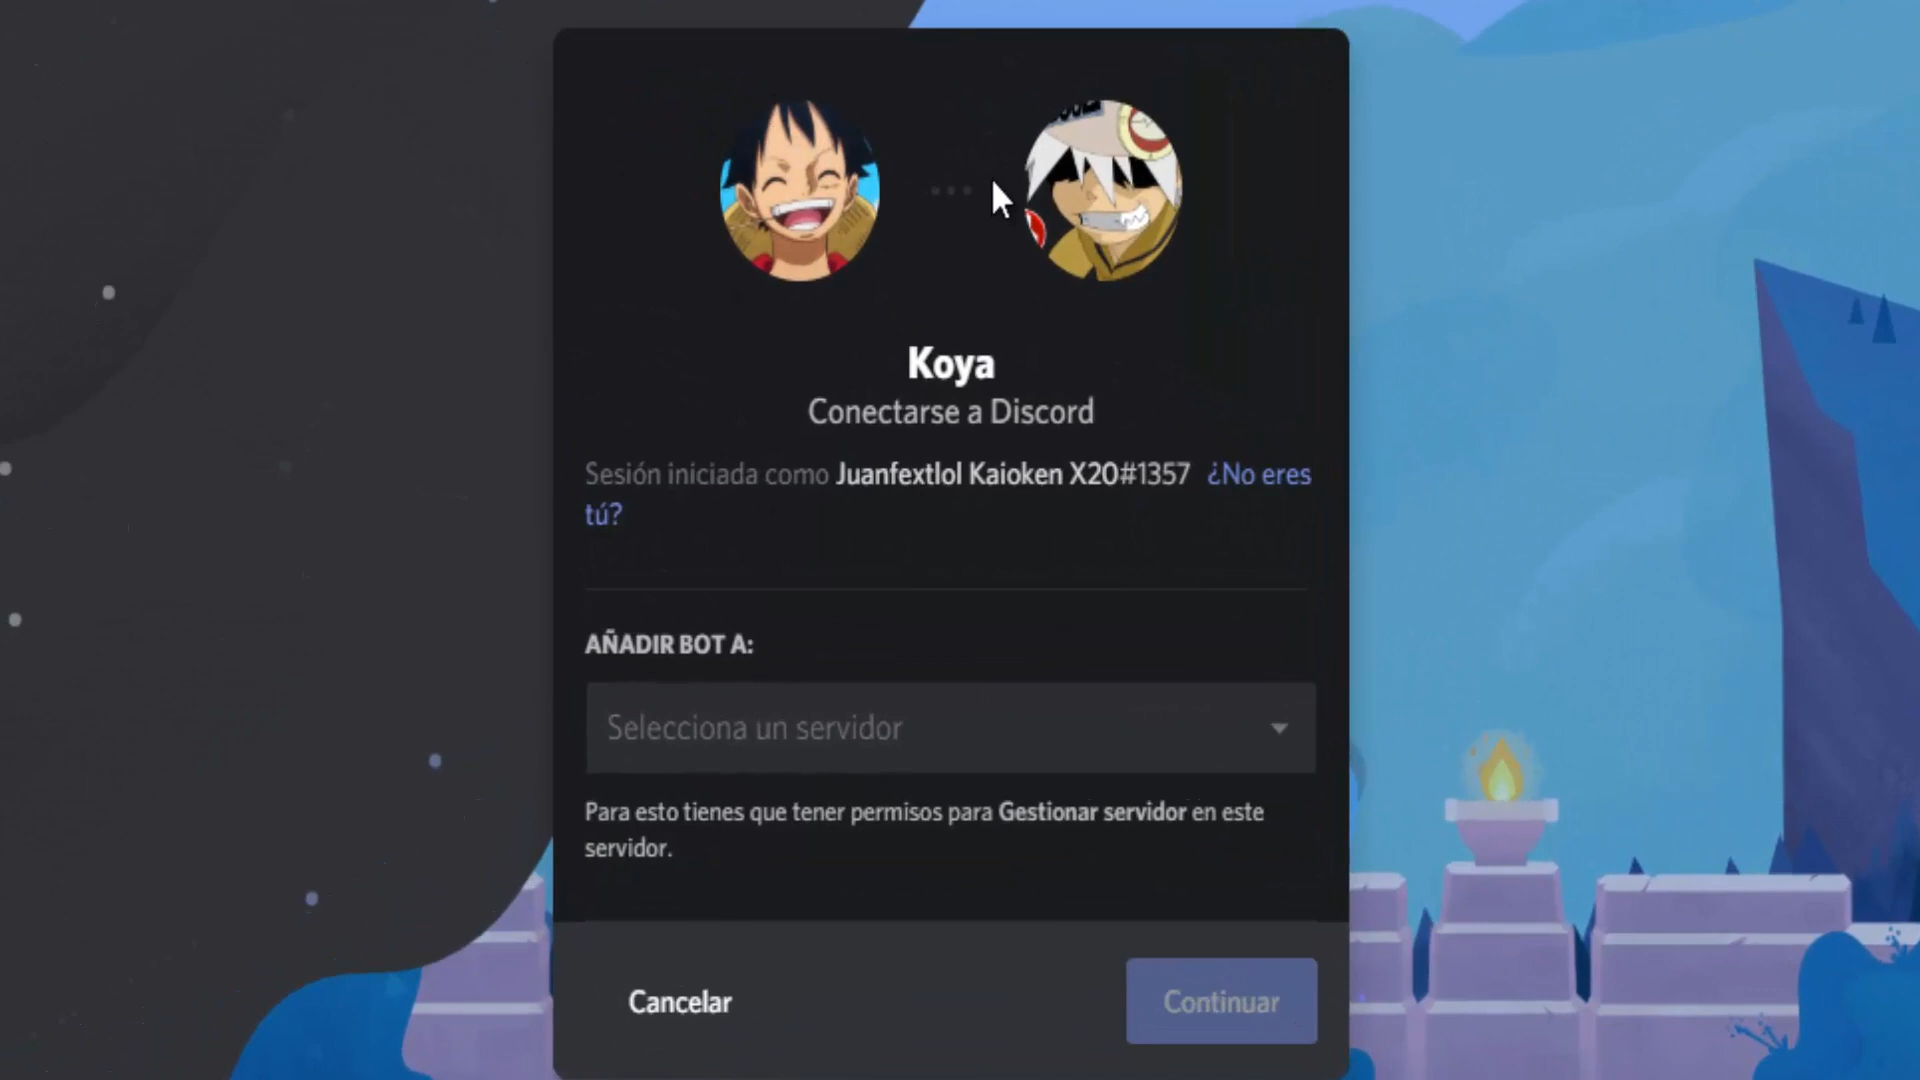 Koya
Conectarse a Discord
Sesión iniciada como Juanfextlol Kaioken X20#1357 ¿No eres
tú?
AÑADIR BOT A:
Selecciona un servidor
Para esto tienes que tener permisos para Gestionar servidor en este
servidor.
Cancelar
Continuar